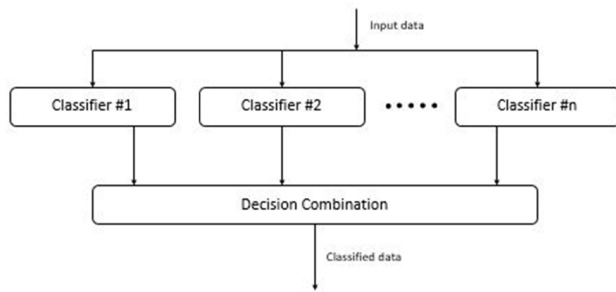 Input data
Classifier #1
Classifier #2
Classifier #n
Decision Combination
Classified data